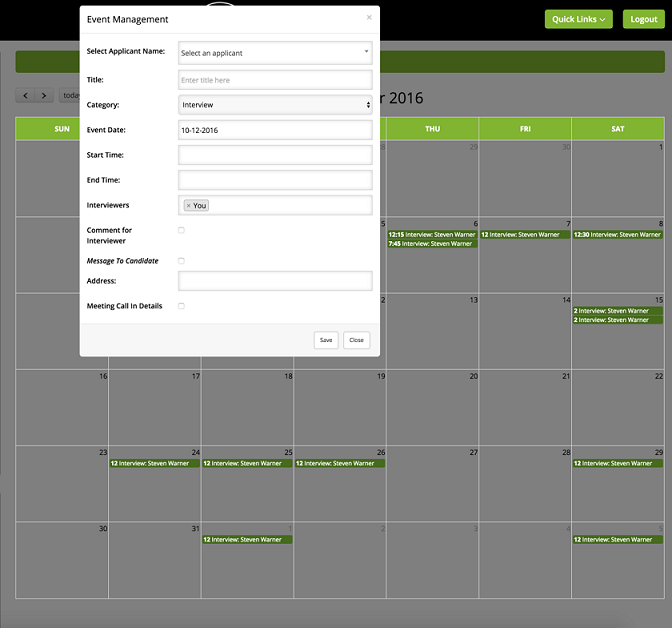 Event Management ×
Quick Links Logout
Select Applicant Name: Select an applicant
Title: Enter title here
Category: Interview
Event Date: 10-12-2016
Start Time:
End Time:
Interviewers × You
Comment for
Interviewer
Message To Candidate
Address:
Meeting Call In Details
Save Close
< > toda
r 2016
SUN THU FRI SAT
8 29 30 1
5 6 7 8
12:15 Interview: Steven Warner 12 Interview: Steven Warner 12:30 Interview: Steven Warner
7:45 Interview: Steven Warner
2 13 14 15
2 Interview: Steven Warner
2 Interview: Steven Warner
16 17 18 19 20 21 22
23 24 25 26 27 28 29
12 Interview: Steven Warner 12 Interview: Steven Warner 12 Interview: Steven Warner 12 Interview: Steven Warner
30 31 1 2 3 4 5
12 Interview: Steven Warner 12 Interview: Steven Warner